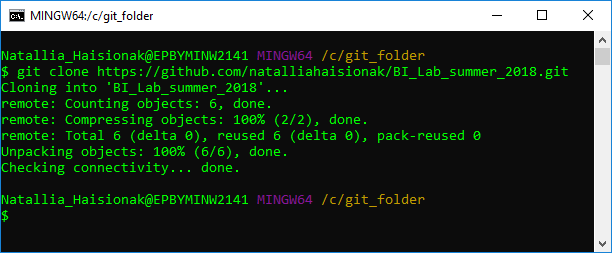 MINGW64:/c/git_folder
Natallia_Haisionak@EPBYMINW2141 MINGW64 /c/git_folder
$ git clone https://github.com/natalliahaisionak/BI_Lab_summer_2018.git
Cloning into 'BI_Lab_summer_2018'...
remote: Counting objects: 6, done.
remote: Compressing objects: 100% (2/2), done.
remote: Total 6 (delta 0), reused 6 (delta 0), pack-reused 0
Unpacking objects: 100% (6/6), done.
Checking connectivity... done.
Natallia_Haisionak@EPBYMINW2141 MINGW64 /c/git_folder
$